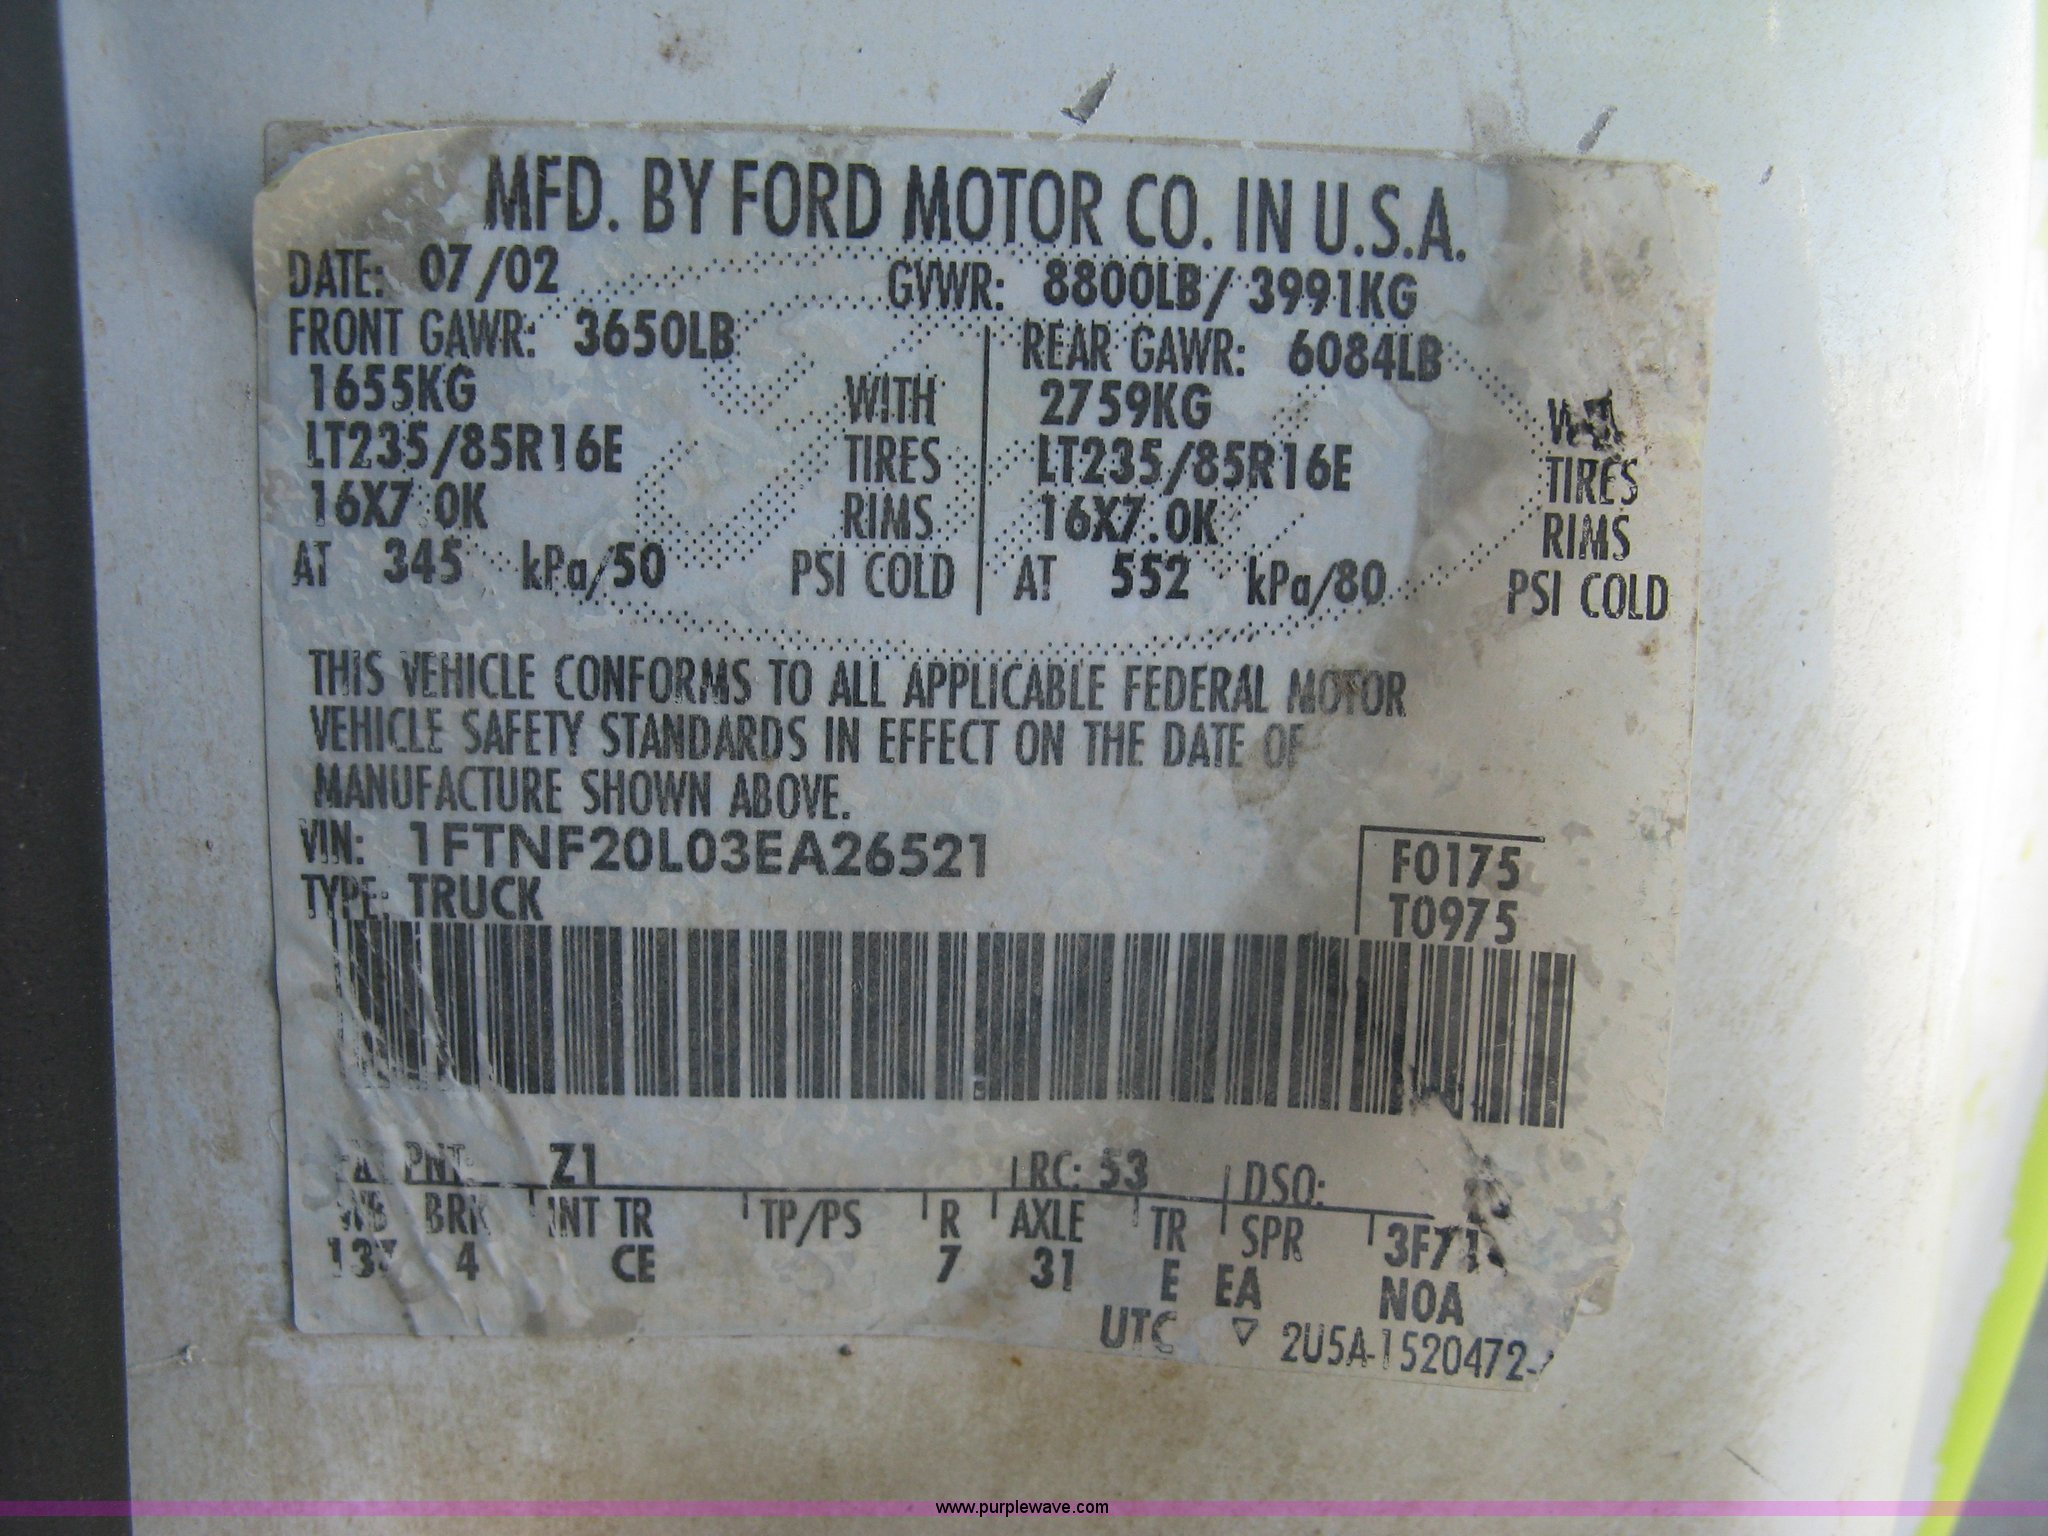 MFD. BY FORD MOTOR CO. IN U.S.A.
DATE: 07/02 GVWR: 8800LB/ 3991KG
FRONT GAWR: 3650LB REAR GAWR: 6084LB
1655KG WITH 2759KG
LT235/85R16E TIRES LT235/85R16E TIRES
16X7.0K RIMS 16X7.0K RIMS
AT 345 kPa/50 PSI COLD AT 552 kPa/80 PSI COLD
THIS VEHICLE CONFORMS TO ALL APPLICABLE FEDERAL MOTOR
VEHICLE SAFETY STANDARDS IN EFFECT ON THE DATE OF
MANUFACTURE SHOWN ABOVE.
VIN: 1FTNF20L03EA26521 F0175
TYPE: TRUCK T0975
PNT: Z1 RC: 53 DSO:
WB BRK INT TR TP/PS R AXLE TR SPR
4 CE 7 31 E EA N0A
UTC ▽
www.purplewave.com